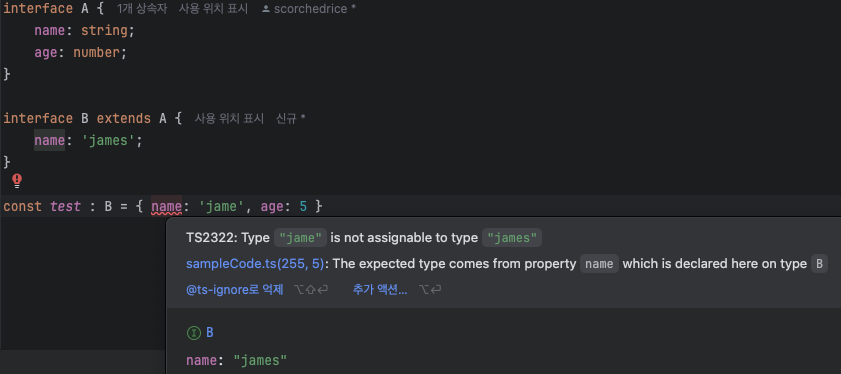 interface A { 1개 상속자 사용 위치 표시 scorchedrice *
name: string;
age: number;
}
interface B extends A { 사용 위치 표시 신규 *
name: 'james';
}
const test : B = { name: 'jame', age: 5 }
TS2322: Type "jame" is not assignable to type "james"
sampleCode.ts(255, 5): The expected type comes from property name which is declared here on type B
@ts-ignore로 억제 ⌥⇧⏎ 추가 액션... ⌥⏎
I B
name: "james"